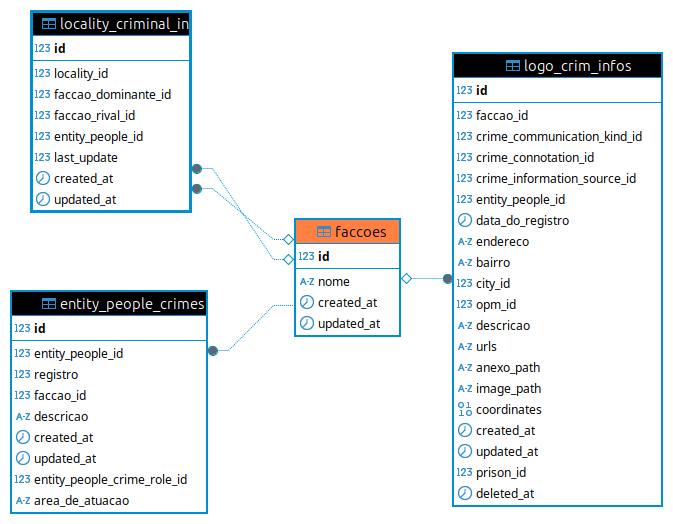 locality_criminal_in
123 id
123 locality_id
123 faccao_dominante_id
123 faccao_rival_id
123 entity_people_id
123 last_update
created_at
updated_at
entity_people_crimes
123 id
123 entity_people_id
123 registro
123 faccao_id
A-Z descricao
created_at
updated_at
123 entity_people_crime_role_id
A-Z area_de_atuacao
faccoes
123 id
A-Z nome
created_at
updated_at
logo_crim_infos
123 id
123 faccao_id
123 crime_communication_kind_id
123 crime_connotation_id
123 crime_information_source_id
123 entity_people_id
data_do_registro
A-Z endereco
A-Z bairro
123 city_id
123 opm_id
A-Z descricao
A-Z urls
A-Z anexo_path
A-Z image_path
01
10 coordinates
created_at
updated_at
123 prison_id
deleted_at